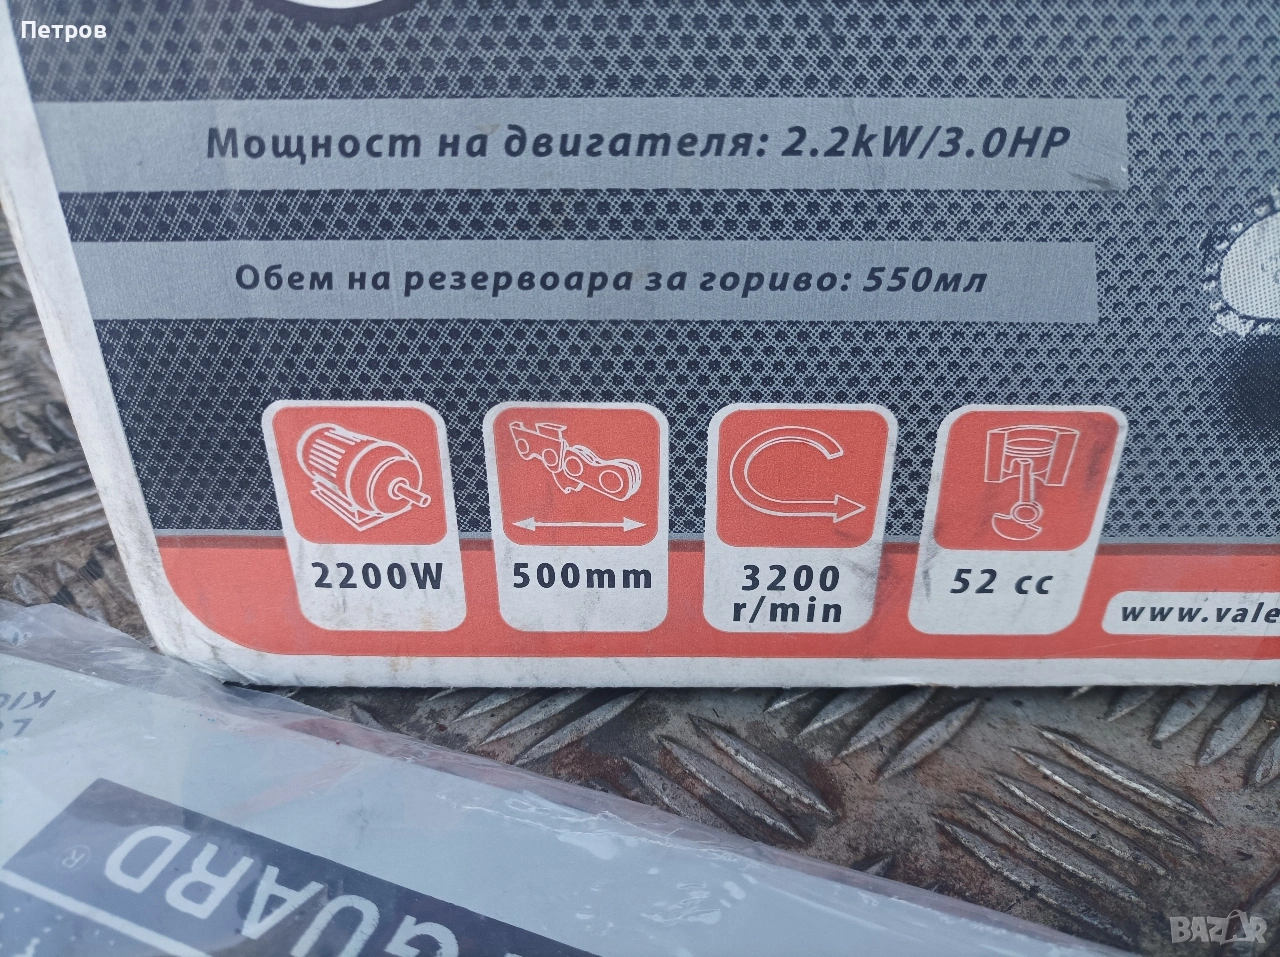 Петров
Мощност на двигателя: 2.2kW/3.0HP
Обем на резервоара за гориво: 550мл
2200W
500mm
3200
r/min
52 cc
www.vale
GUARD®
BAZAR